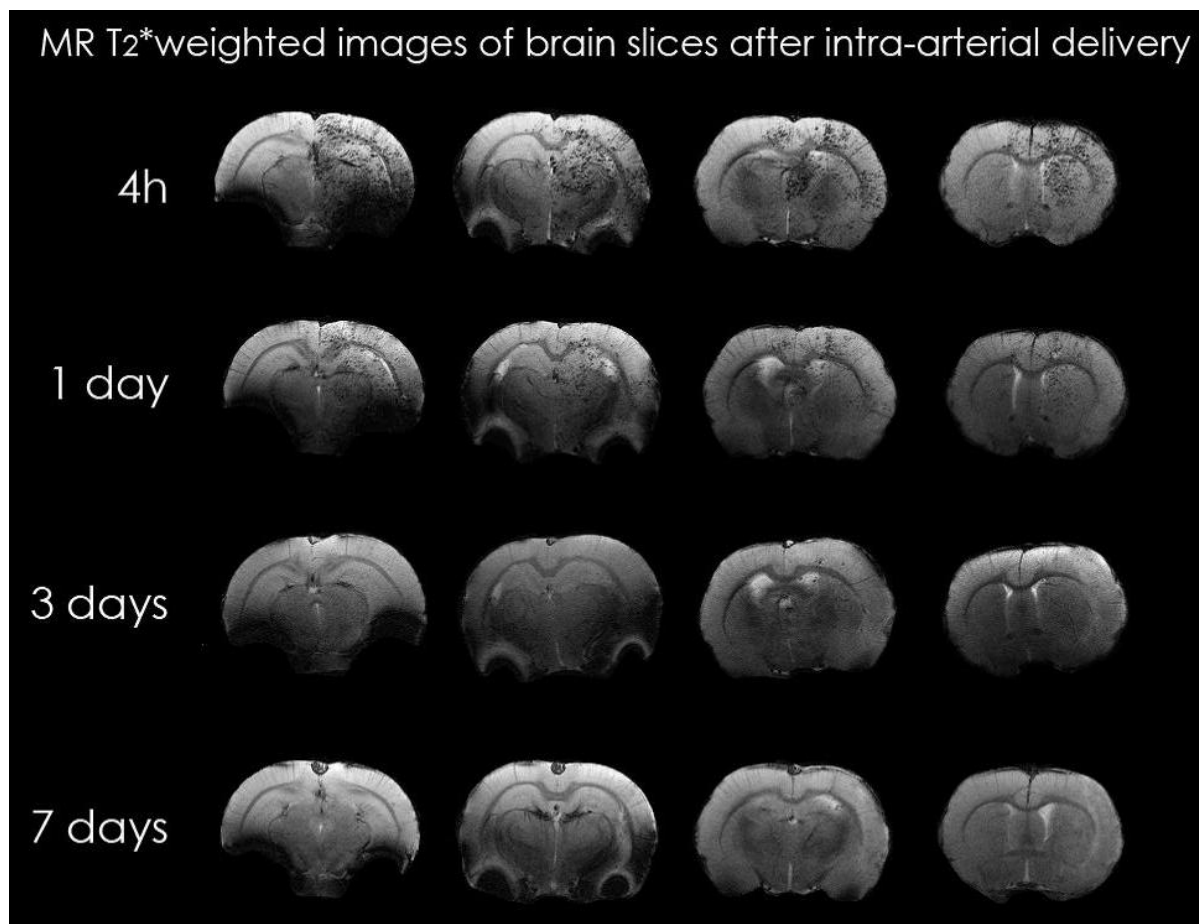 MR T2*weighted images of brain slices after intra-arterial delivery
4h
1 day
3 days
7 days